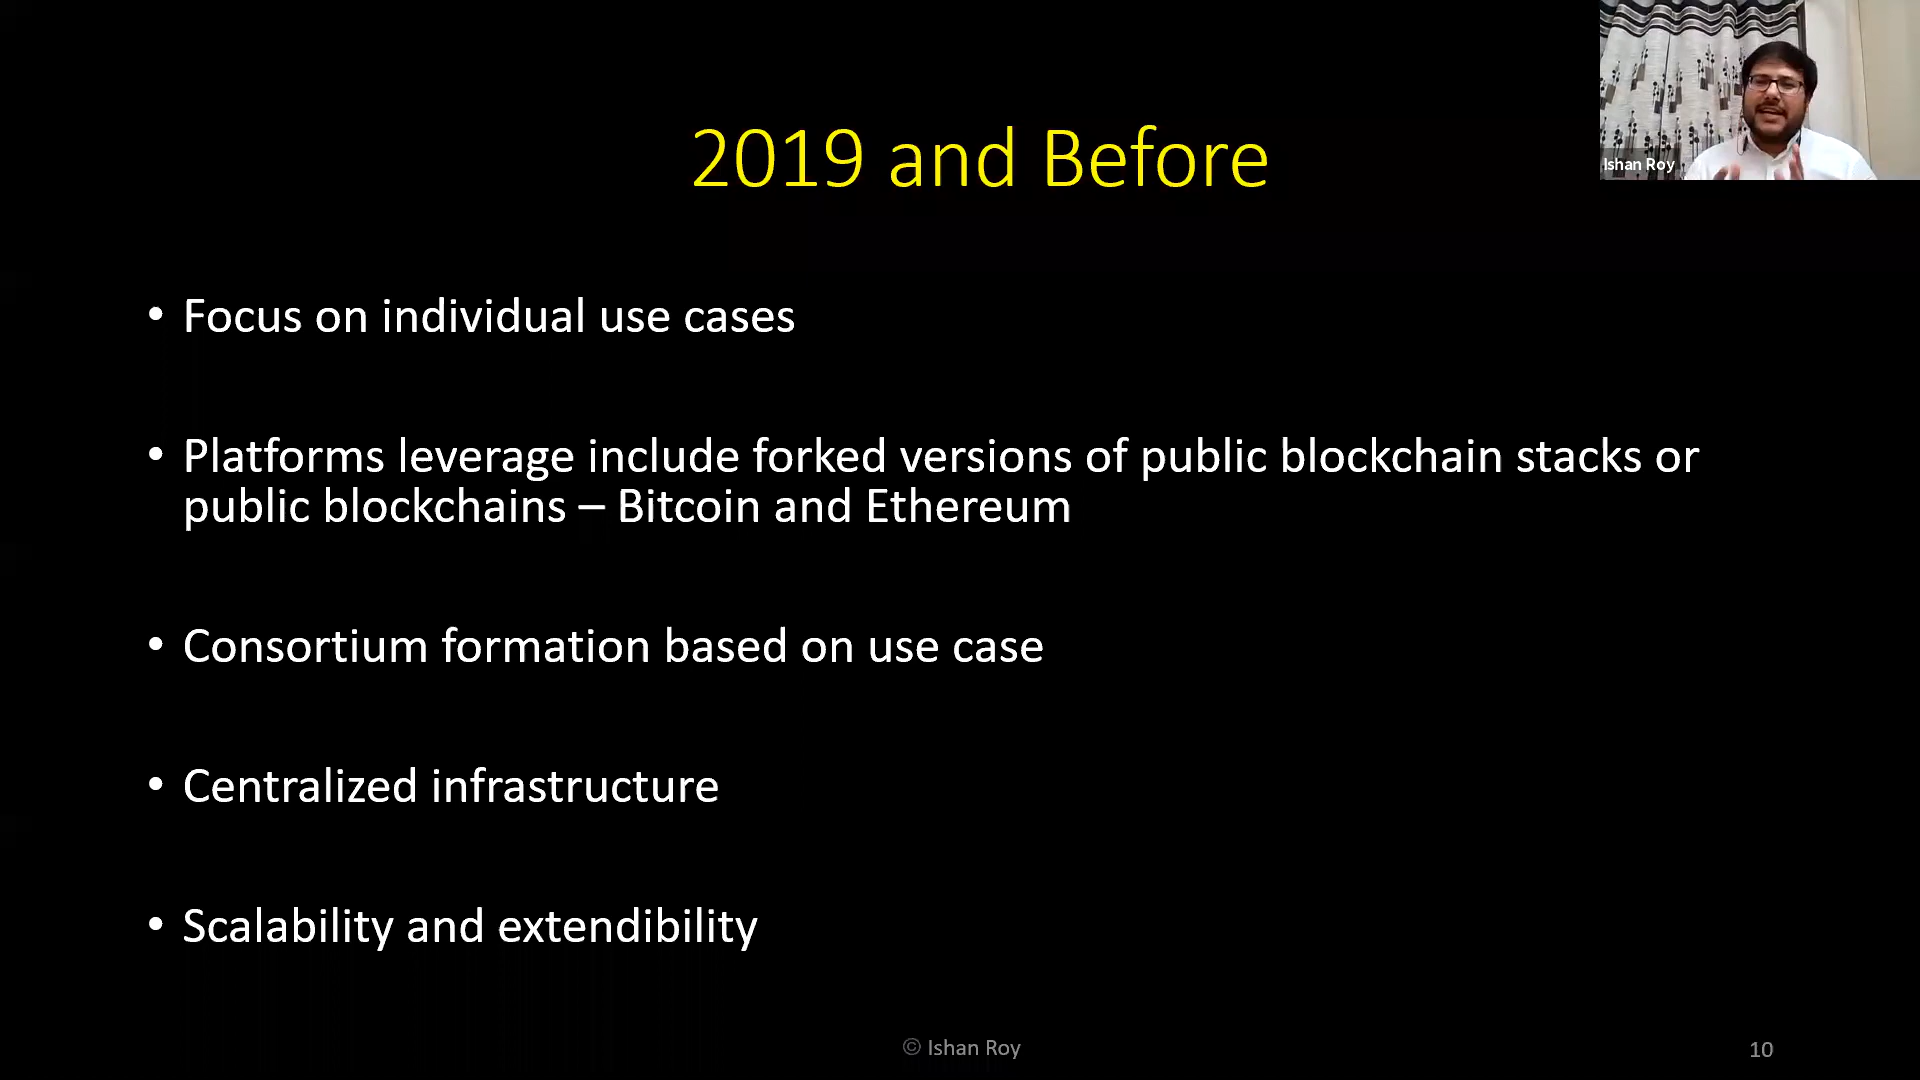 2019 and Before
Ishan Roy
• Focus on individual use cases
• Platforms leverage include forked versions of public blockchain stacks or
public blockchains – Bitcoin and Ethereum
• Consortium formation based on use case
• Centralized infrastructure
• Scalability and extendibility
© Ishan Roy
10